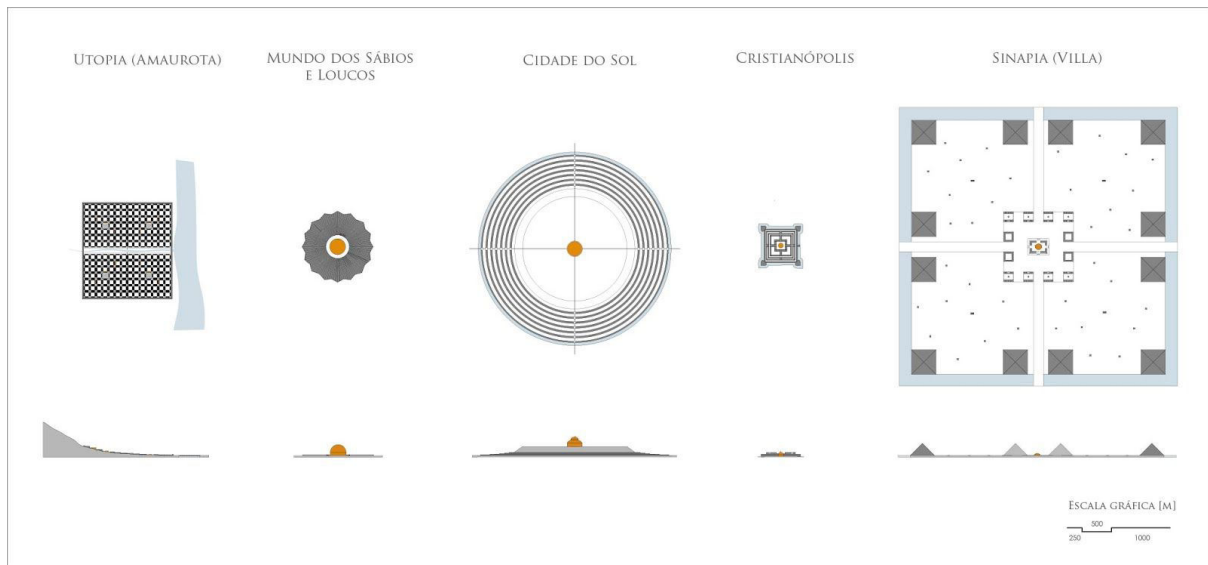 UTOPIA (AMAUROTA)
MUNDO DOS SÁBIOS
E LOUCOS
CIDADE DO SOL
CRISTIANÓPOLIS
SINAPIA (VILLA)
ESCALA GRÁFICA [M]
500
250 1000